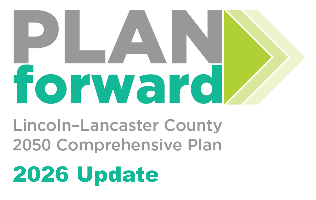 PLAN
forward
Lincoln–Lancaster County
2050 Comprehensive Plan
2026 Update